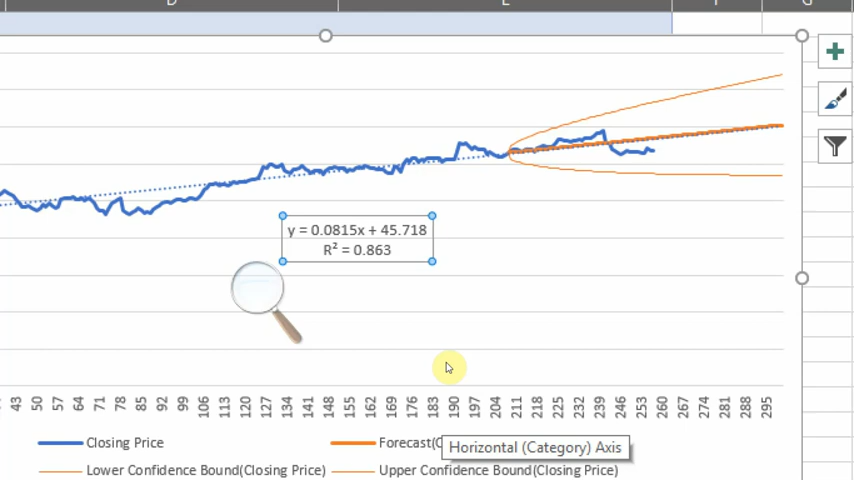 y = 0.0815x + 45.718
R² = 0.863
43 50 57 64 71 78 85 92 99 106 113 120 127 134 141 148 155 162 169 176 183 190 197 204 211 218 225 232 239 246 253 260 267 274 281 288 295
Closing Price
Forecast(C
Horizontal (Category) Axis
Lower Confidence Bound(Closing Price)
Upper Confidence Bound(Closing Price)